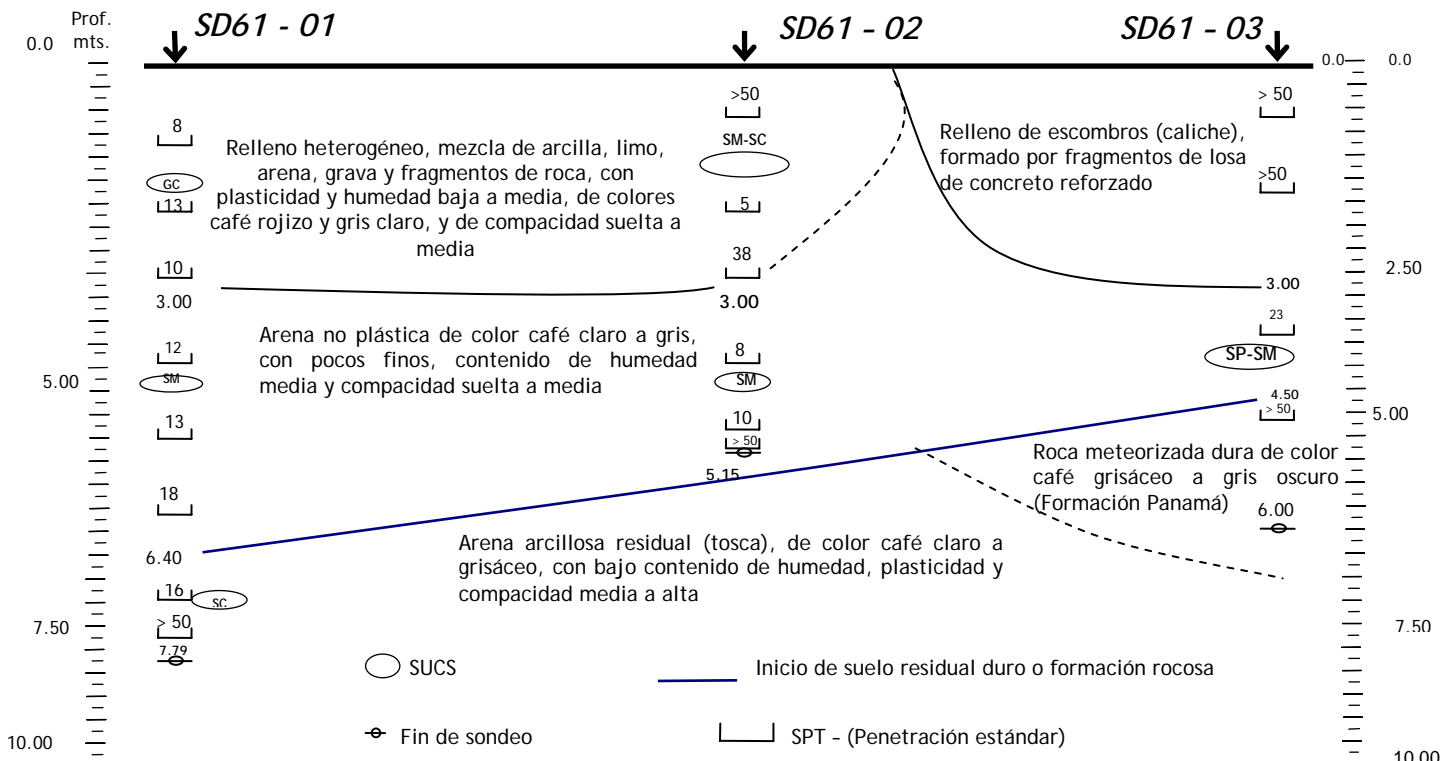 Prof.
mts.
SD61 - 01
SD61 - 02
SD61 - 03
0.0
0.0
0.0
8
GC
13
10
3.00
12
SM
13
18
6.40
16
SC
> 50
7.79
Relleno heterogéneo, mezcla de arcilla, limo,
arena, grava y fragmentos de roca, con
plasticidad y humedad baja a media, de colores
café rojizo y gris claro, y de compacidad suelta a
media
>50
SM-SC
5
38
3.00
8
SM
10
> 50
5.15
Relleno de escombros (caliche),
formado por fragmentos de losa
de concreto reforzado
> 50
>50
3.00
23
SP-SM
4.50
> 50
6.00
Arena no plástica de color café claro a gris,
con pocos finos, contenido de humedad
media y compacidad suelta a media
Roca meteorizada dura de color
café grisáceo a gris oscuro
(Formación Panamá)
Arena arcillosa residual (tosca), de color café claro a
grisáceo, con bajo contenido de humedad, plasticidad y
compacidad media a alta
5.00
7.50
10.00
2.50
5.00
7.50
10.00
SUCS
Inicio de suelo residual duro o formación rocosa
Fin de sondeo
SPT - (Penetración estándar)